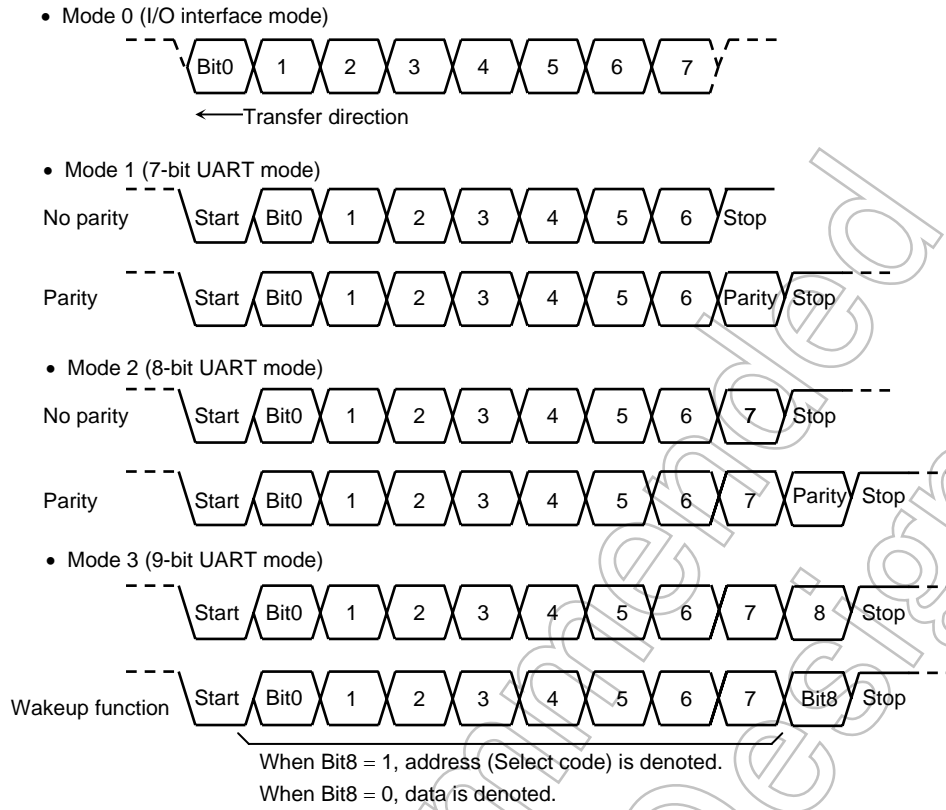 • Mode 0 (I/O interface mode)
Bit0 1 2 3 4 5 6 7
←Transfer direction
• Mode 1 (7-bit UART mode)
No parity Start Bit0 1 2 3 4 5 6 Stop
Parity Start Bit0 1 2 3 4 5 6 Parity Stop
• Mode 2 (8-bit UART mode)
No parity Start Bit0 1 2 3 4 5 6 7 Stop
Parity Start Bit0 1 2 3 4 5 6 7 Parity Stop
• Mode 3 (9-bit UART mode)
Start Bit0 1 2 3 4 5 6 7 8 Stop
Wakeup function Start Bit0 1 2 3 4 5 6 7 Bit8 Stop
When Bit8 = 1, address (Select code) is denoted.
When Bit8 = 0, data is denoted.